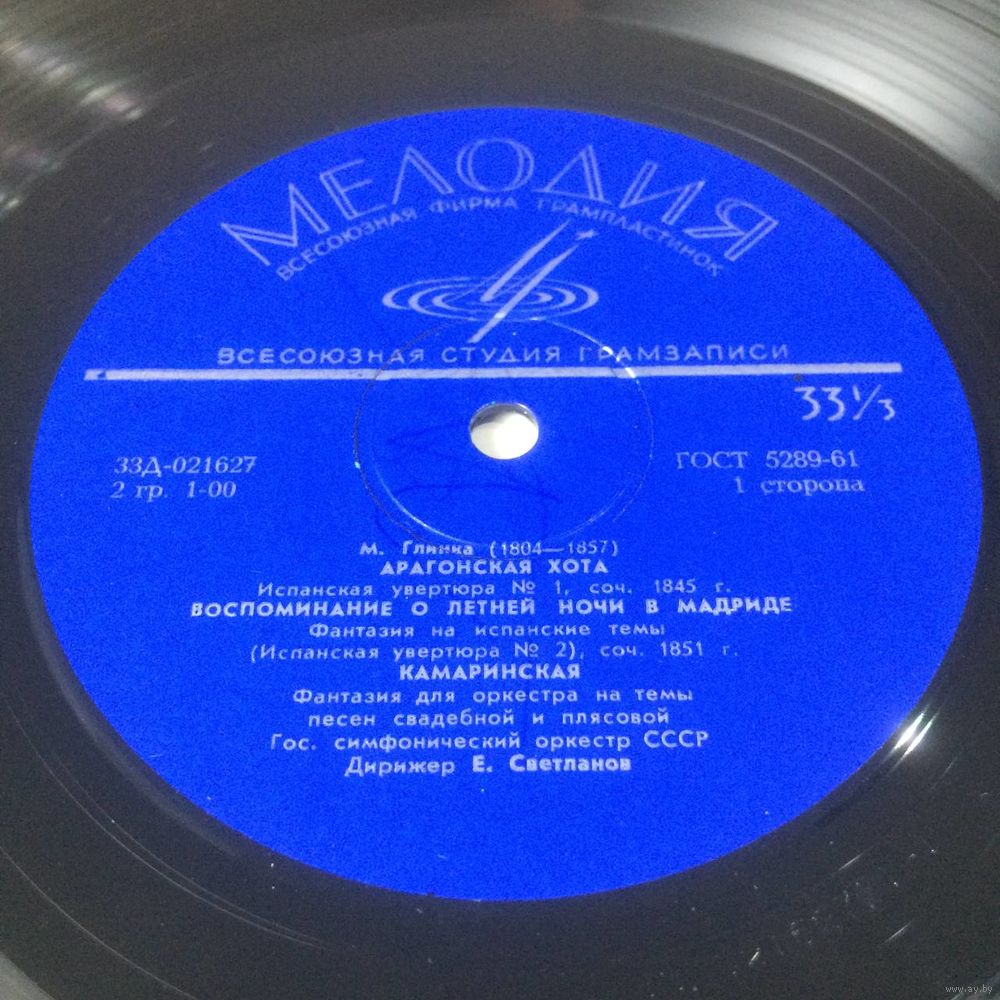 МЕЛОДИЯ
ВСЕСОЮЗНАЯ ФИРМА ГРАМПЛАСТИНОК
ВСЕСОЮЗНАЯ СТУДИЯ ГРАМЗАПИСИ
33⅓
33Д-021627
2 гр. 1-00
ГОСТ 5289-61
1 сторона
М. Глинка (1804—1857)
АРАГОНСКАЯ ХОТА
Испанская увертюра № 1, соч. 1845 г.
ВОСПОМИНАНИЕ О ЛЕТНЕЙ НОЧИ В МАДРИДЕ
Фантазия на испанские темы
(Испанская увертюра № 2), соч. 1851 г.
КАМАРИНСКАЯ
Фантазия для оркестра на темы
песен свадебной и плясовой
Гос. симфонический оркестр СССР
Дирижер Е. Светланов
www.ay.by